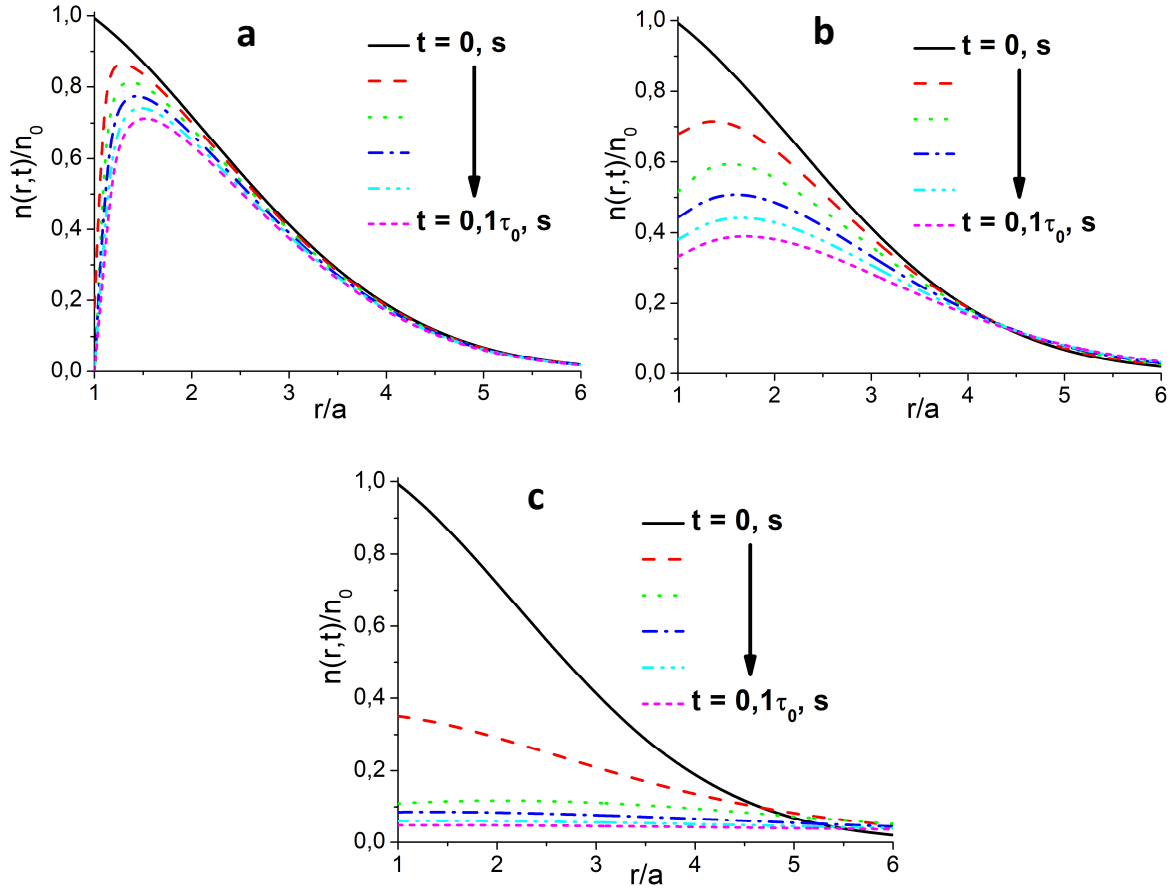 a
t = 0, s
t = 0,1τ₀, s
n(r,t)/n₀
1,0
0,8
0,6
0,4
0,2
0,0
1 2 3 4 5 6
r/a
b
t = 0, s
t = 0,1τ₀, s
n(r,t)/n₀
1,0
0,8
0,6
0,4
0,2
0,0
1 2 3 4 5 6
r/a
c
t = 0, s
t = 0,1τ₀, s
n(r,t)/n₀
1,0
0,8
0,6
0,4
0,2
0,0
1 2 3 4 5 6
r/a